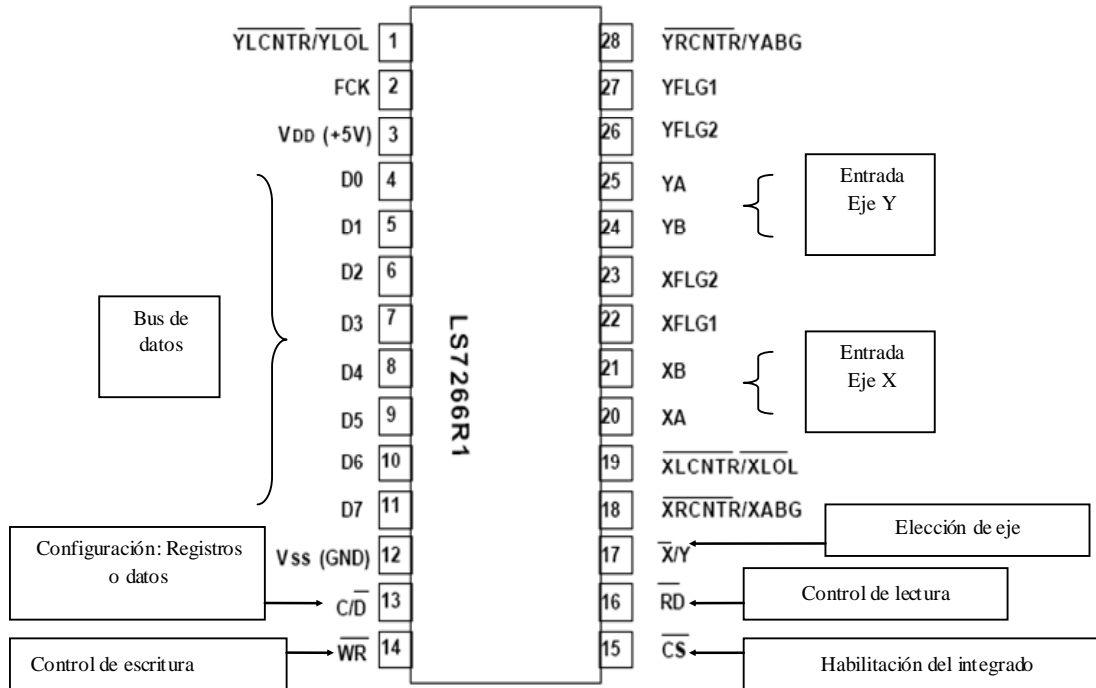 YLCNTR/YLOL 1
FCK 2
VDD (+5V) 3
D0 4
D1 5
D2 6
D3 7
D4 8
D5 9
D6 10
D7 11
Vss (GND) 12
C/D 13
WR 14
Bus de
datos
Configuración: Registros
o datos
Control de escritura
LS7266R1
28 YRCNTR/YABG
27 YFLG1
26 YFLG2
25 YA
24 YB
23 XFLG2
22 XFLG1
21 XB
20 XA
19 XLCNTR/XLOL
18 XRCNTR/XABG
17 X/Y
16 RD
15 CS
Entrada
Eje Y
Entrada
Eje X
Elección de eje
Control de lectura
Habilitación del integrado